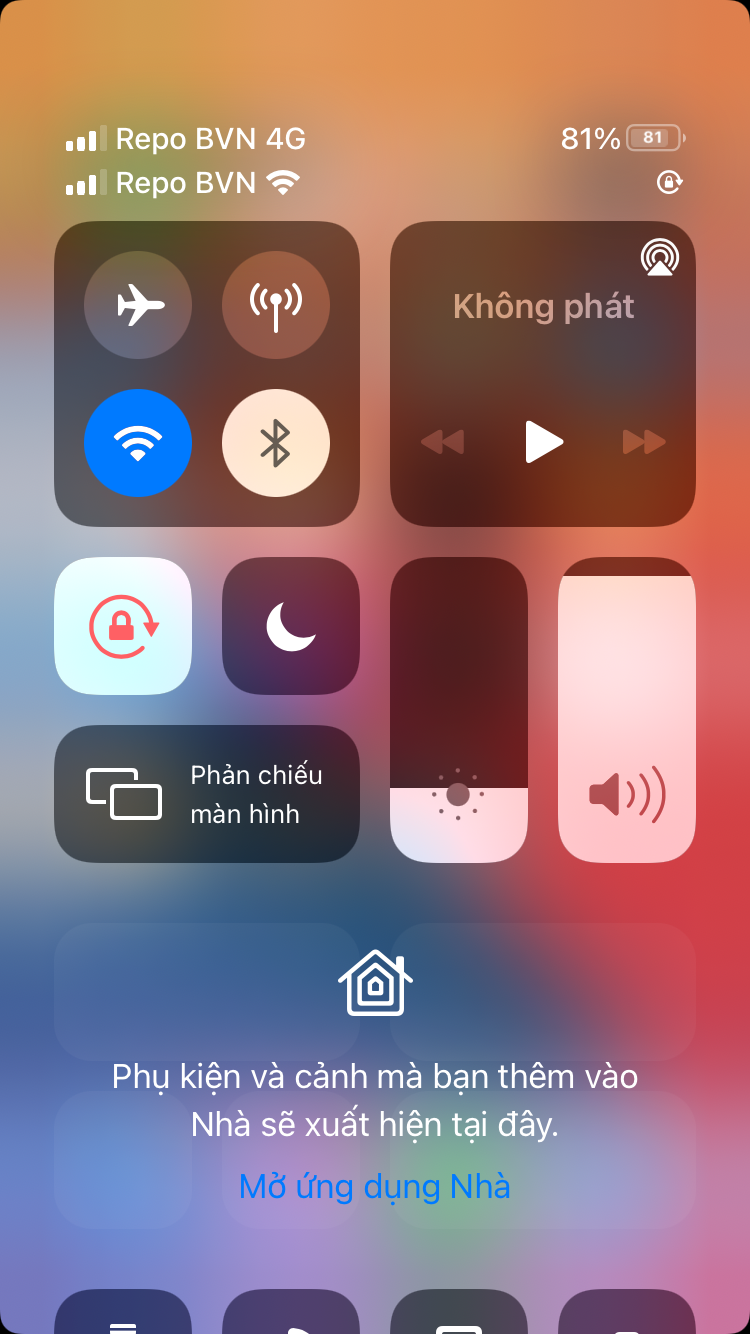 Repo BVN 4G 81% 81
Repo BVN
Không phát
Phản chiếu
màn hình
Phụ kiện và cảnh mà bạn thêm vào
Nhà sẽ xuất hiện tại đây.
Mở ứng dụng Nhà